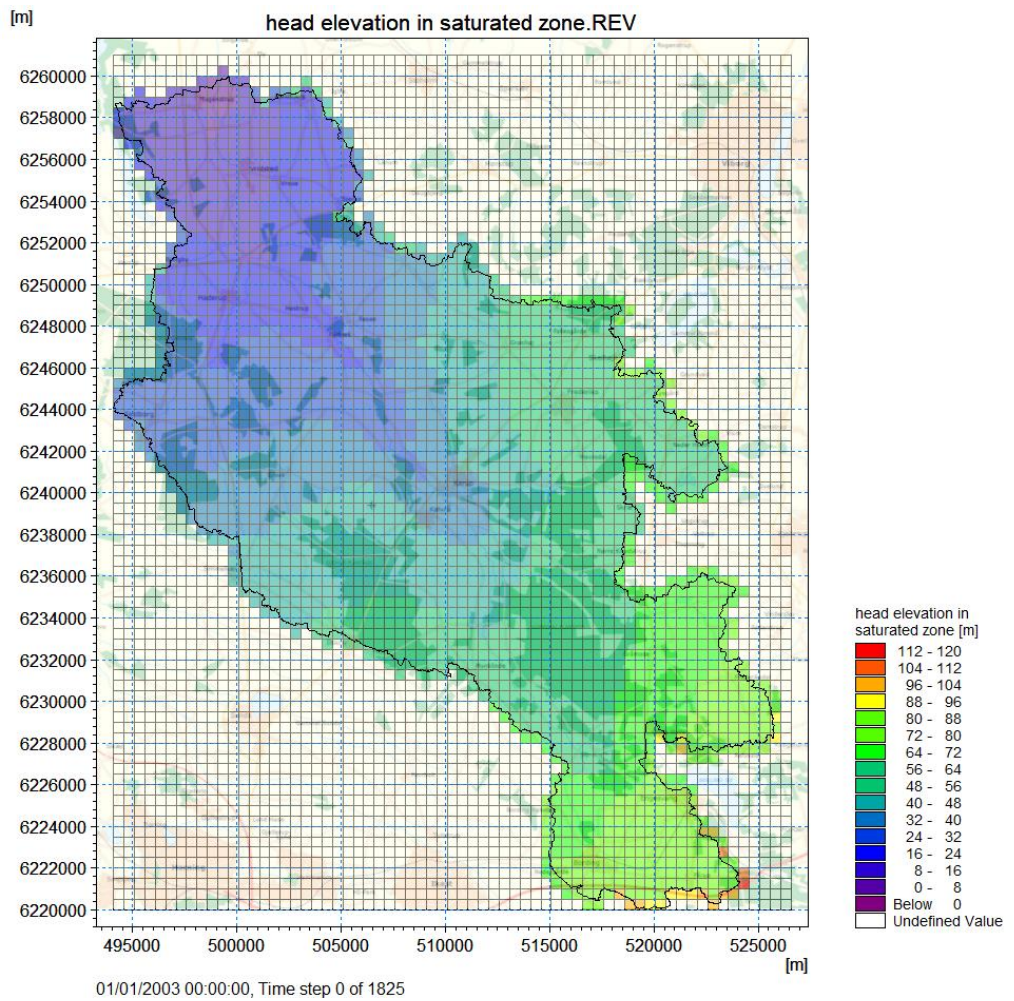 [m]
head elevation in saturated zone.REV
6260000
6258000
6256000
6254000
6252000
6250000
6248000
6246000
6244000
6242000
6240000
6238000
6236000
6234000
6232000
6230000
6228000
6226000
6224000
6222000
6220000
495000 500000 505000 510000 515000 520000 525000
[m]
01/01/2003 00:00:00, Time step 0 of 1825
Viborg
head elevation in
saturated zone [m]
112 - 120
104 - 112
96 - 104
88 - 96
80 - 88
72 - 80
64 - 72
56 - 64
48 - 56
40 - 48
32 - 40
24 - 32
16 - 24
8 - 16
0 - 8
Below 0
Undefined Value